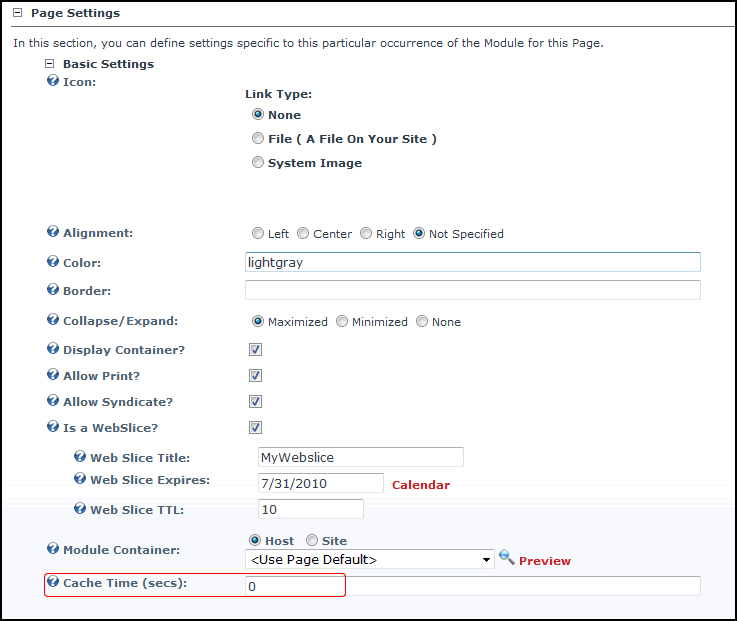 Page Settings
In this section, you can define settings specific to this particular occurrence of the Module for this Page.
Basic Settings
Icon:
Link Type:
None
File ( A File On Your Site )
System Image
Alignment: Left Center Right Not Specified
Color: lightgray
Border:
Collapse/Expand: Maximized Minimized None
Display Container?
Allow Print?
Allow Syndicate?
Is a WebSlice?
Web Slice Title: MyWebslice
Web Slice Expires: 7/31/2010 Calendar
Web Slice TTL: 10
Host Site
Module Container: <Use Page Default> Preview
Cache Time (secs): 0